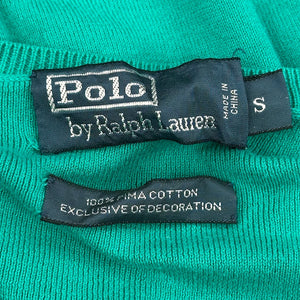 Polo
by Ralph Lauren
MADE IN
CHINA
S
100% PIMA COTTON
EXCLUSIVE OF DECORATION